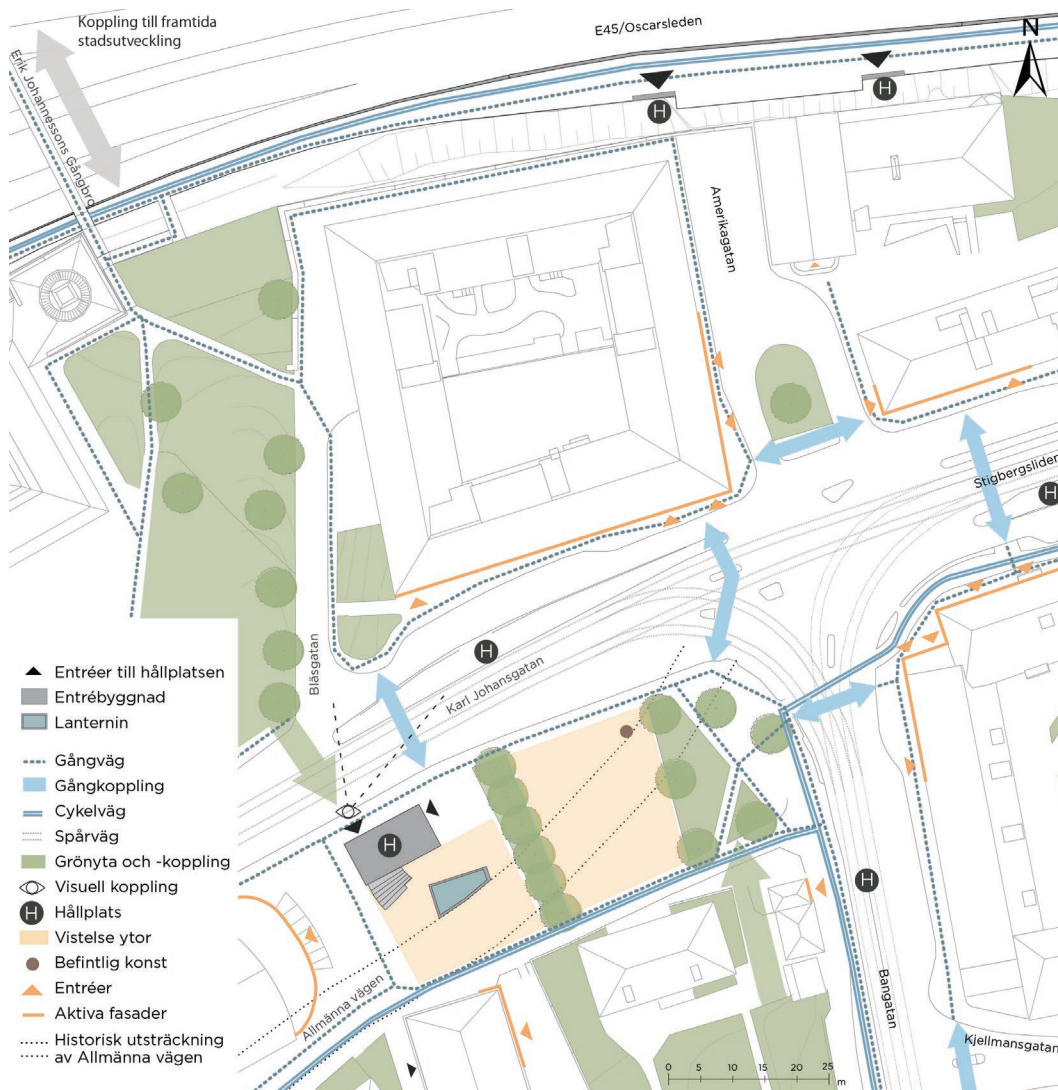 Koppling till framtida
stadsutveckling
E45/Oscarsleden
N
Erik Johannessons Gångbro
H
H
Amerikagatan
Stigbergsliden
H
Blåsgatan
H
Karl Johansgatan
Entréer till hållplatsen
Entrébyggnad
Lanternin
Gångväg
Gångkoppling
Cykelväg
Spårväg
Grönyta och -koppling
Visuell koppling
H Hållplats
Vistelse ytor
Befintlig konst
Entréer
Aktiva fasader
Historisk utsträckning
av Allmänna vägen
H
H
Allmänna vägen
Bangatan
Kjellmansgatan
0 5 10 15 20 25
m